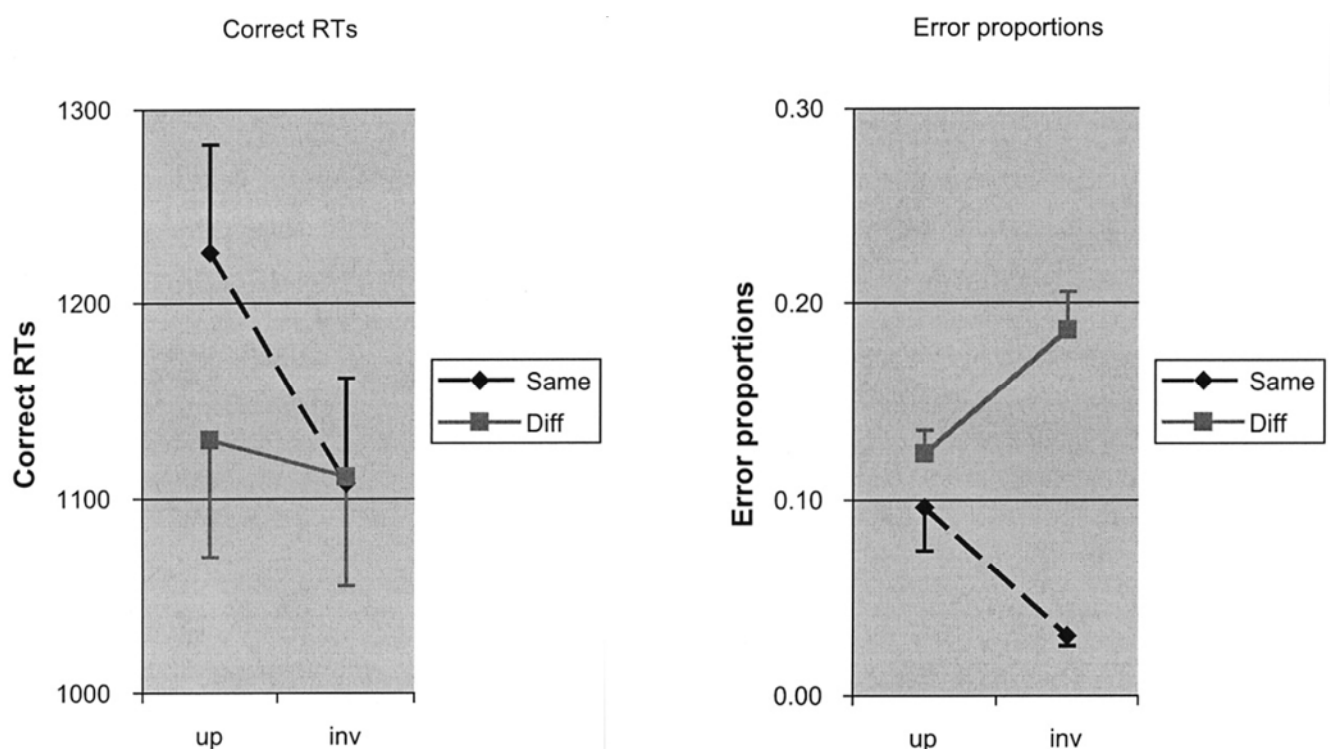 Correct RTs
1300
1200
1100
1000
Correct RTs
up inv
Same
Diff
Error proportions
0.30
0.20
0.10
0.00
Error proportions
up inv
Same
Diff